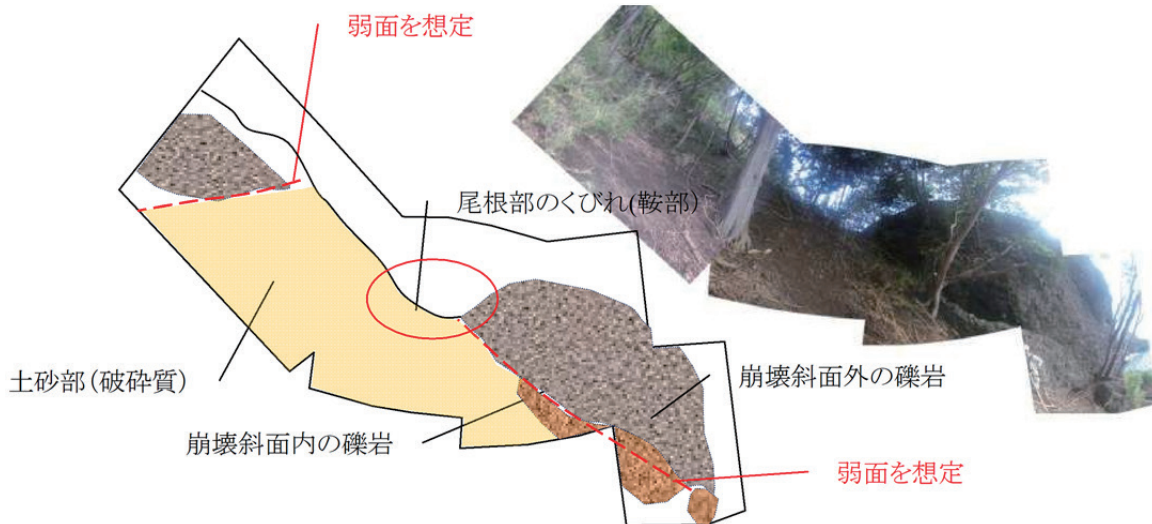 弱面を想定
尾根部のくびれ(鞍部)
土砂部(破砕質)
崩壊斜面外の礫岩
崩壊斜面内の礫岩
弱面を想定